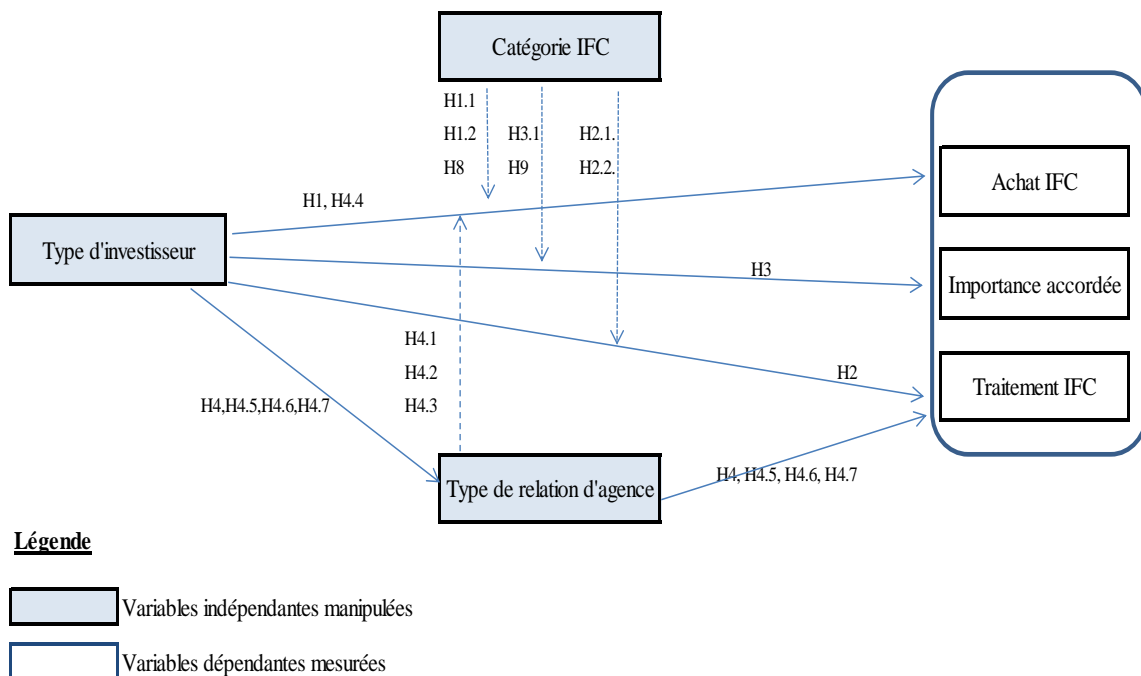 Catégorie IFC
H1.1
H1.2
H8
H3.1
H9
H2.1.
H2.2.
Achat IFC
H1, H4.4
Type d'investisseur
H3
Importance accordée
H4.1
H4.2
H4.3
H2
Traitement IFC
H4,H4.5,H4.6,H4.7
Type de relation d'agence
H4, H4.5, H4.6, H4.7
Légende
Variables indépendantes manipulées
Variables dépendantes mesurées